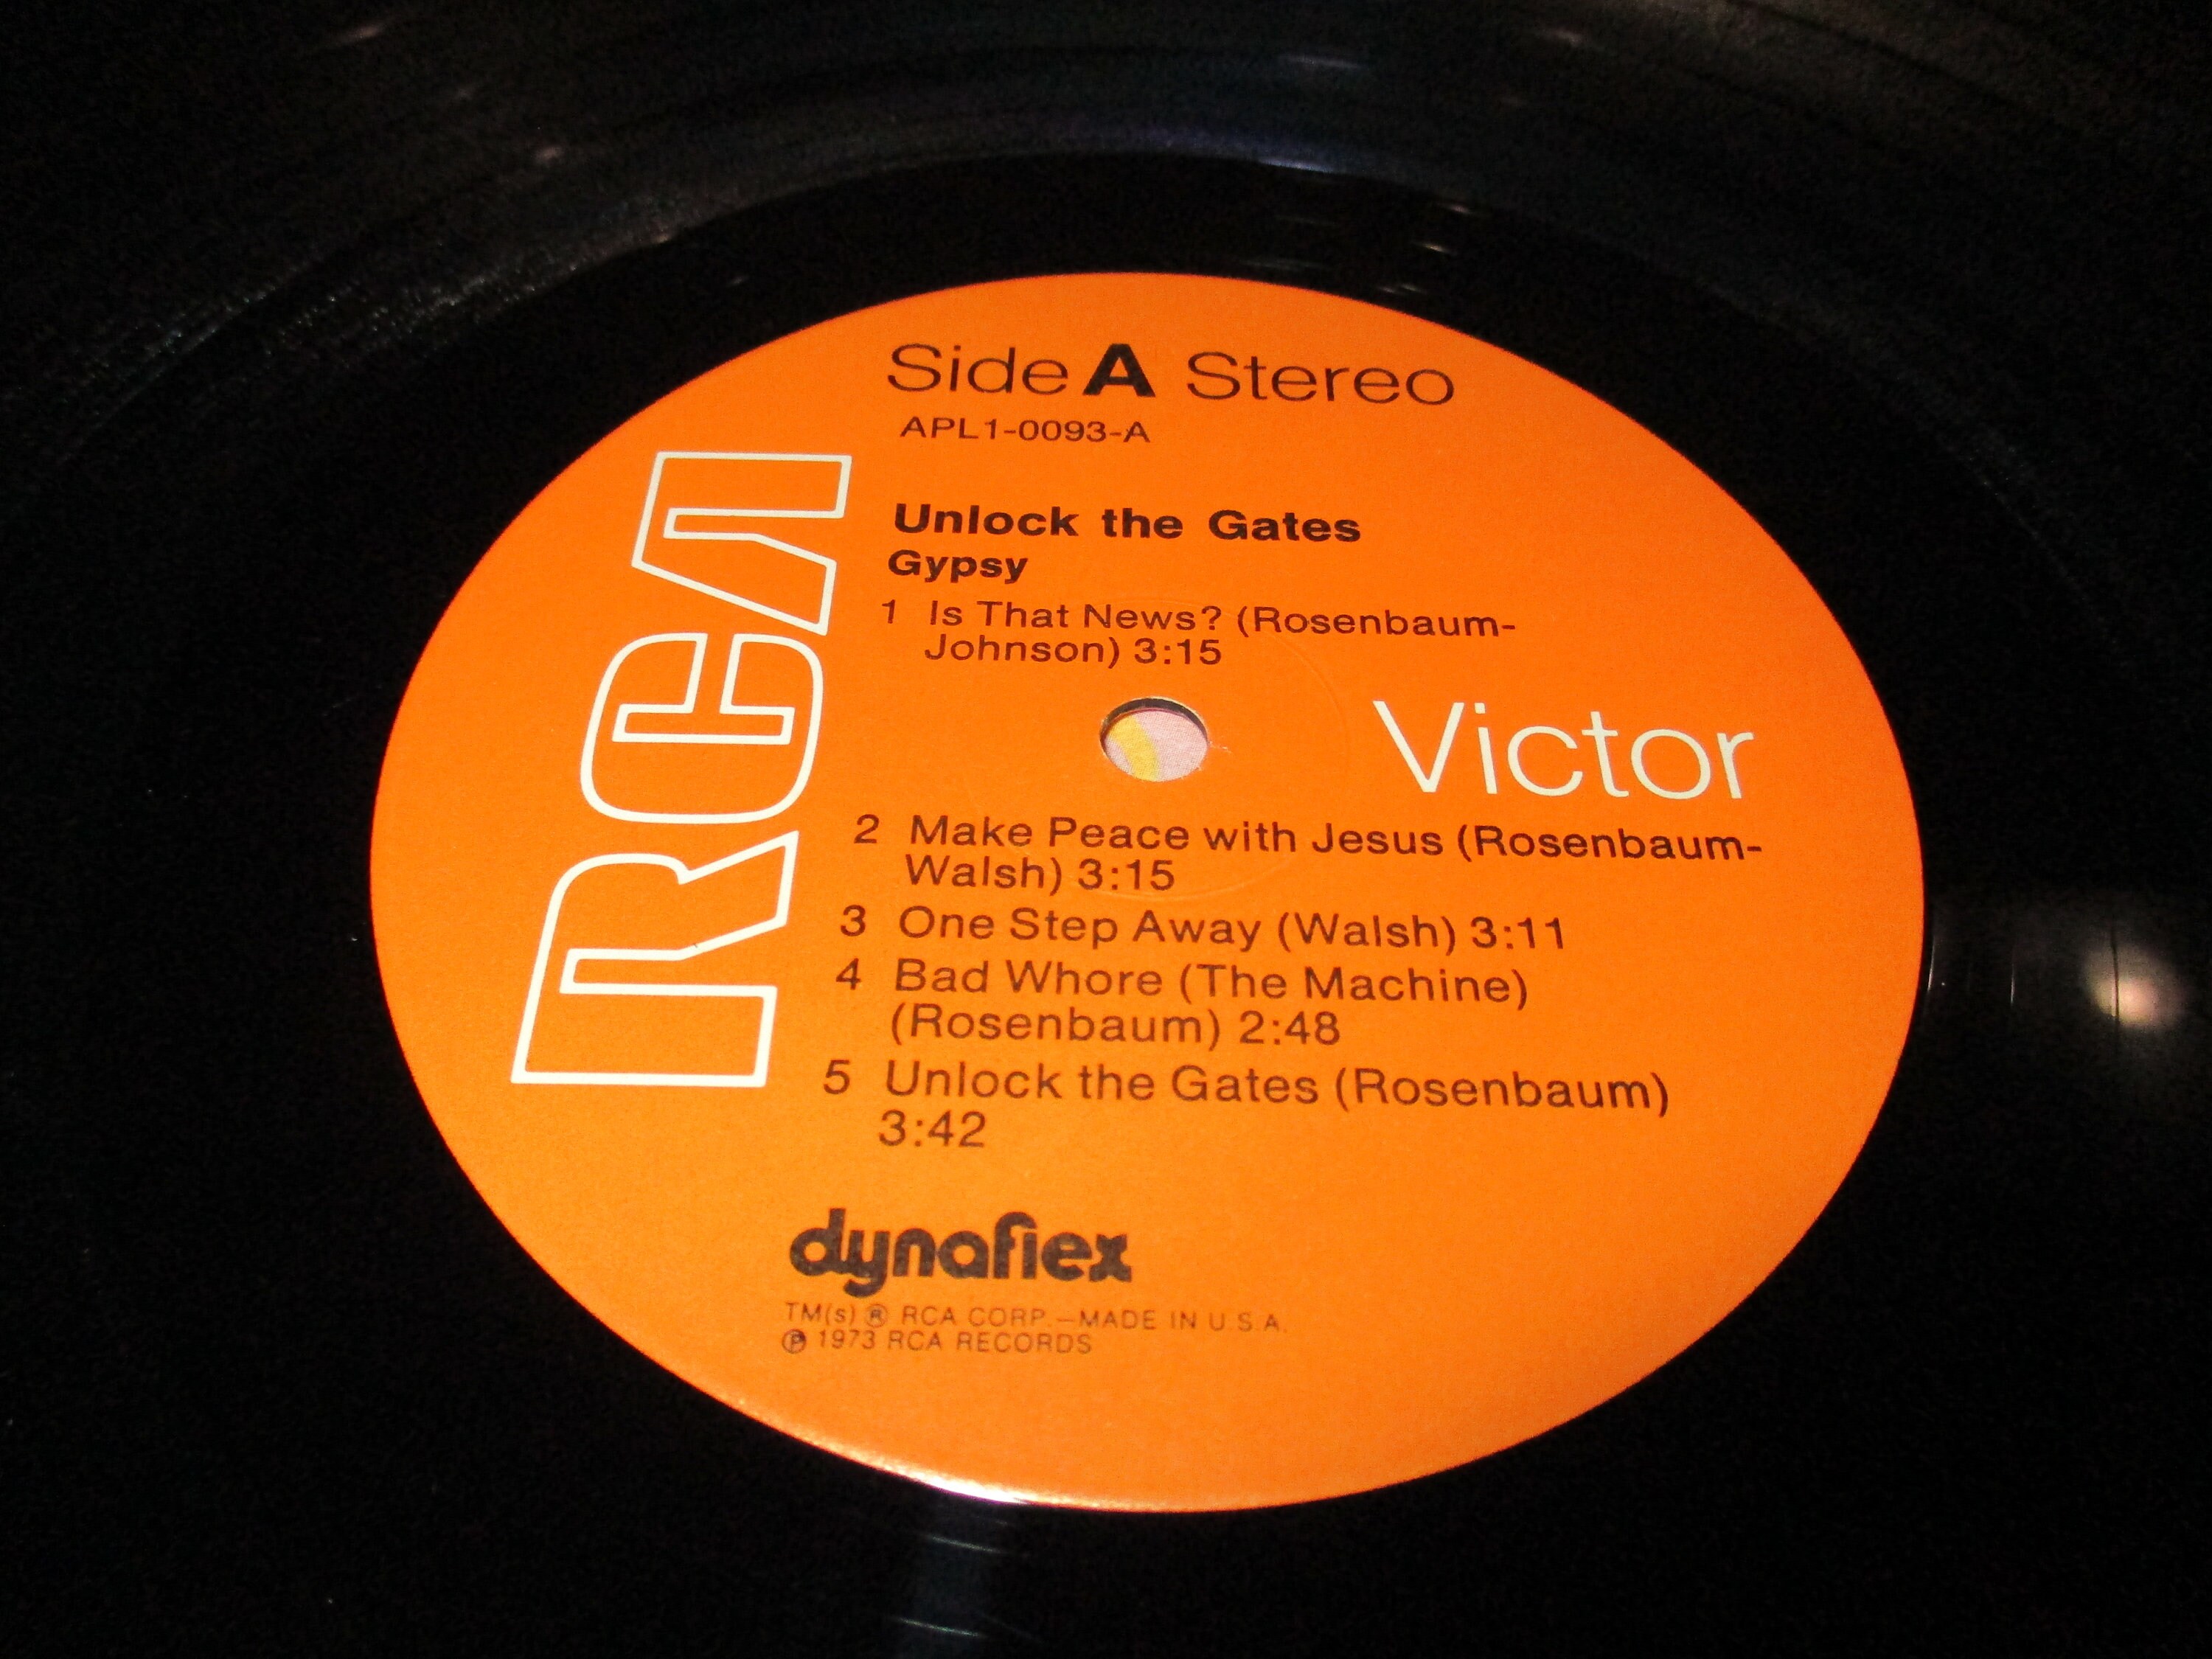 Side A Stereo
APL1-0093-A
RCA
Unlock the Gates
Gypsy
1 Is That News? (Rosenbaum-
Johnson) 3:15
Victor
2 Make Peace with Jesus (Rosenbaum-
Walsh) 3:15
3 One Step Away (Walsh) 3:11
4 Bad Whore (The Machine)
(Rosenbaum) 2:48
5 Unlock the Gates (Rosenbaum)
3:42
dynaflex
TM(s) ® RCA CORP.—MADE IN U.S.A.
℗ 1973 RCA RECORDS